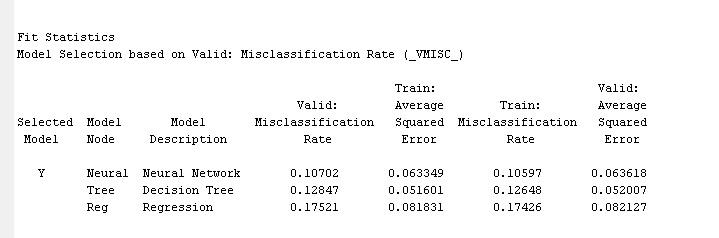 Fit Statistics
Model Selection based on Valid: Misclassification Rate (_VMISC_)
Train: Valid:
Valid: Average Train: Average
Selected Model Model Misclassification Squared Misclassification Squared
Model Node Description Rate Error Rate Error
Y Neural Neural Network 0.10702 0.063349 0.10597 0.063618
Tree Decision Tree 0.12847 0.051601 0.12648 0.052007
Reg Regression 0.17521 0.081831 0.17426 0.082127